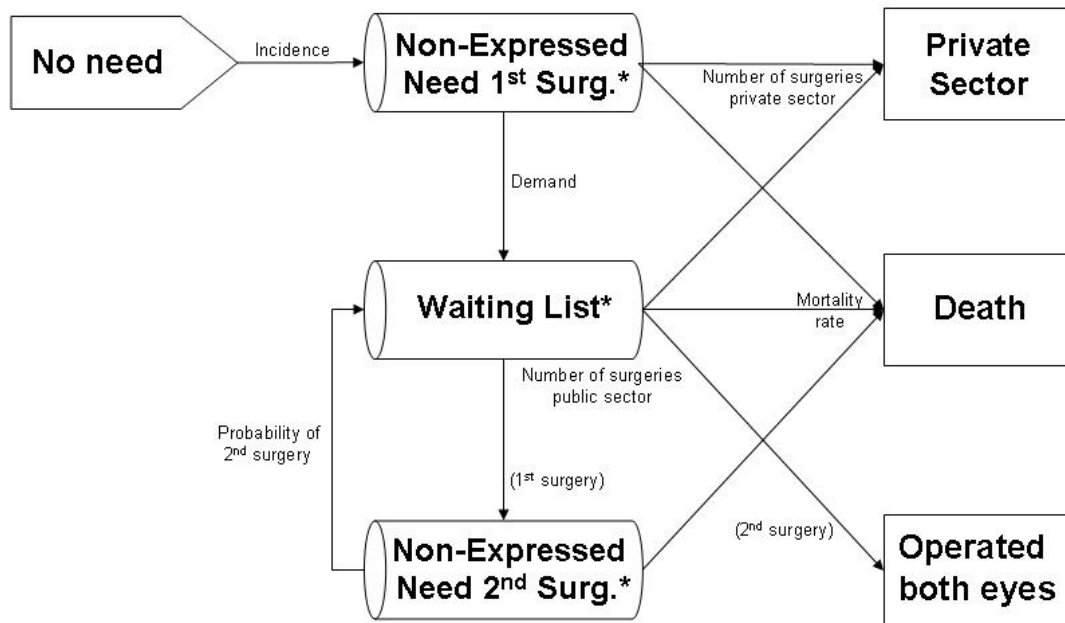 No need
Incidence
Non-Expressed
Need 1st Surg.*
Number of surgeries
private sector
Private
Sector
Demand
Waiting List*
Mortality
rate
Death
Number of surgeries
public sector
Probability of
2nd surgery
(1st surgery)
(2nd surgery)
Non-Expressed
Need 2nd Surg.*
Operated
both eyes